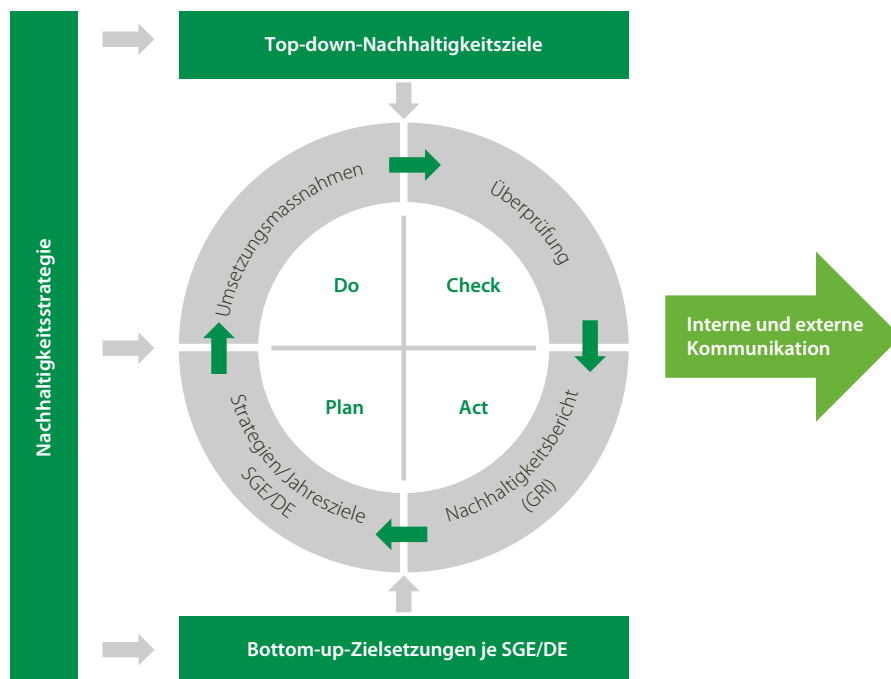 Nachhaltigkeitsstrategie
Top-down-Nachhaltigkeitsziele
Umsetzungsmassnahmen
Überprüfung
Do
Check
Plan
Act
Strategien/Jahresziele
SGE/DE
Nachhaltigkeitsbericht
(GRI)
Interne und externe
Kommunikation
Bottom-up-Zielsetzungen je SGE/DE